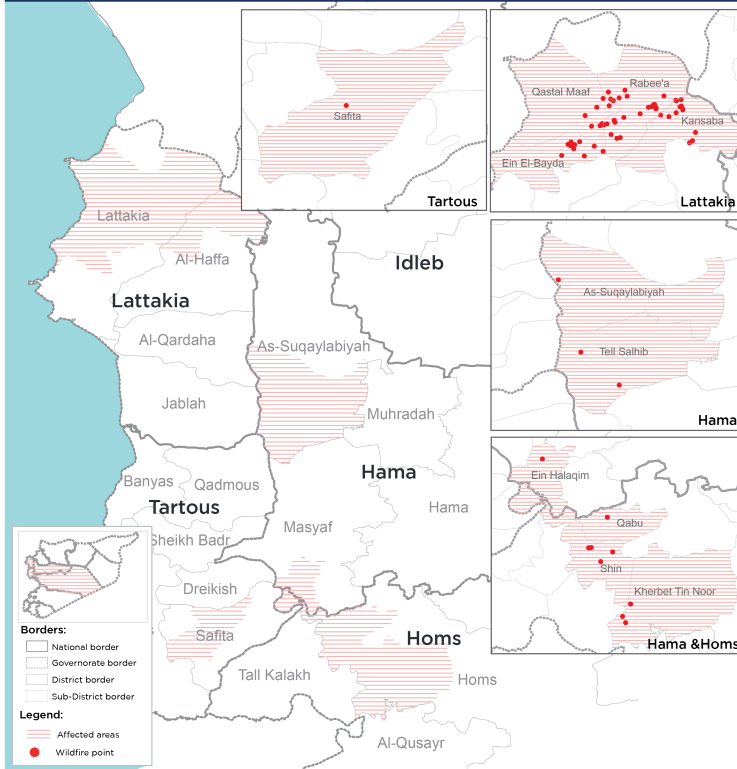 Safita
Tartous
Rabee'a
Qastal Maaf
Kansaba
Ein El-Bayda
Lattakia
Lattakia
Al-Haffa
Idleb
Lattakia
Al-Qardaha
As-Suqaylabiyah
Jablah
Muhradah
As-Suqaylabiyah
Tell Salhib
Hama
Banyas
Qadmous
Hama
Tartous
Hama
Masyaf
Sheikh Badr
Dreikish
Safita
Homs
Tall Kalakh
Homs
Al-Qusayr
Ein Halaqim
Qabu
Shin
Kherbet Tin Noor
Hama &Homs
Borders:
National border
Governorate border
District border
Sub-District border
Legend:
Affected areas
Wildfire point